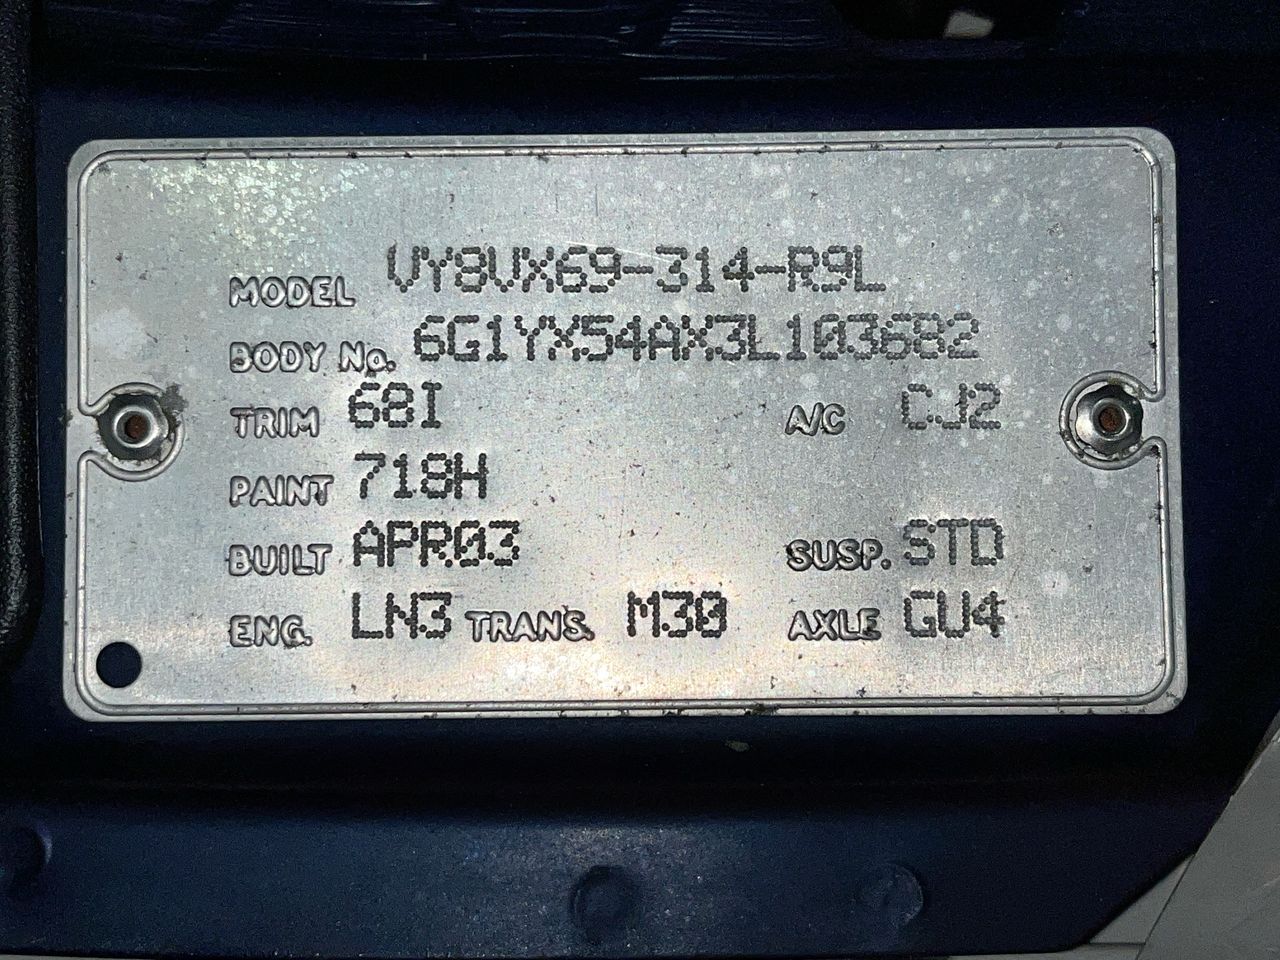 MODEL VY8VX69-314-R9L
BODY No. 6G1YX54AX3L103682
TRIM 68I A/C CJ2
PAINT 718H
BUILT APR03 SUSP. STD
ENG. LN3 TRANS. M30 AXLE GU4